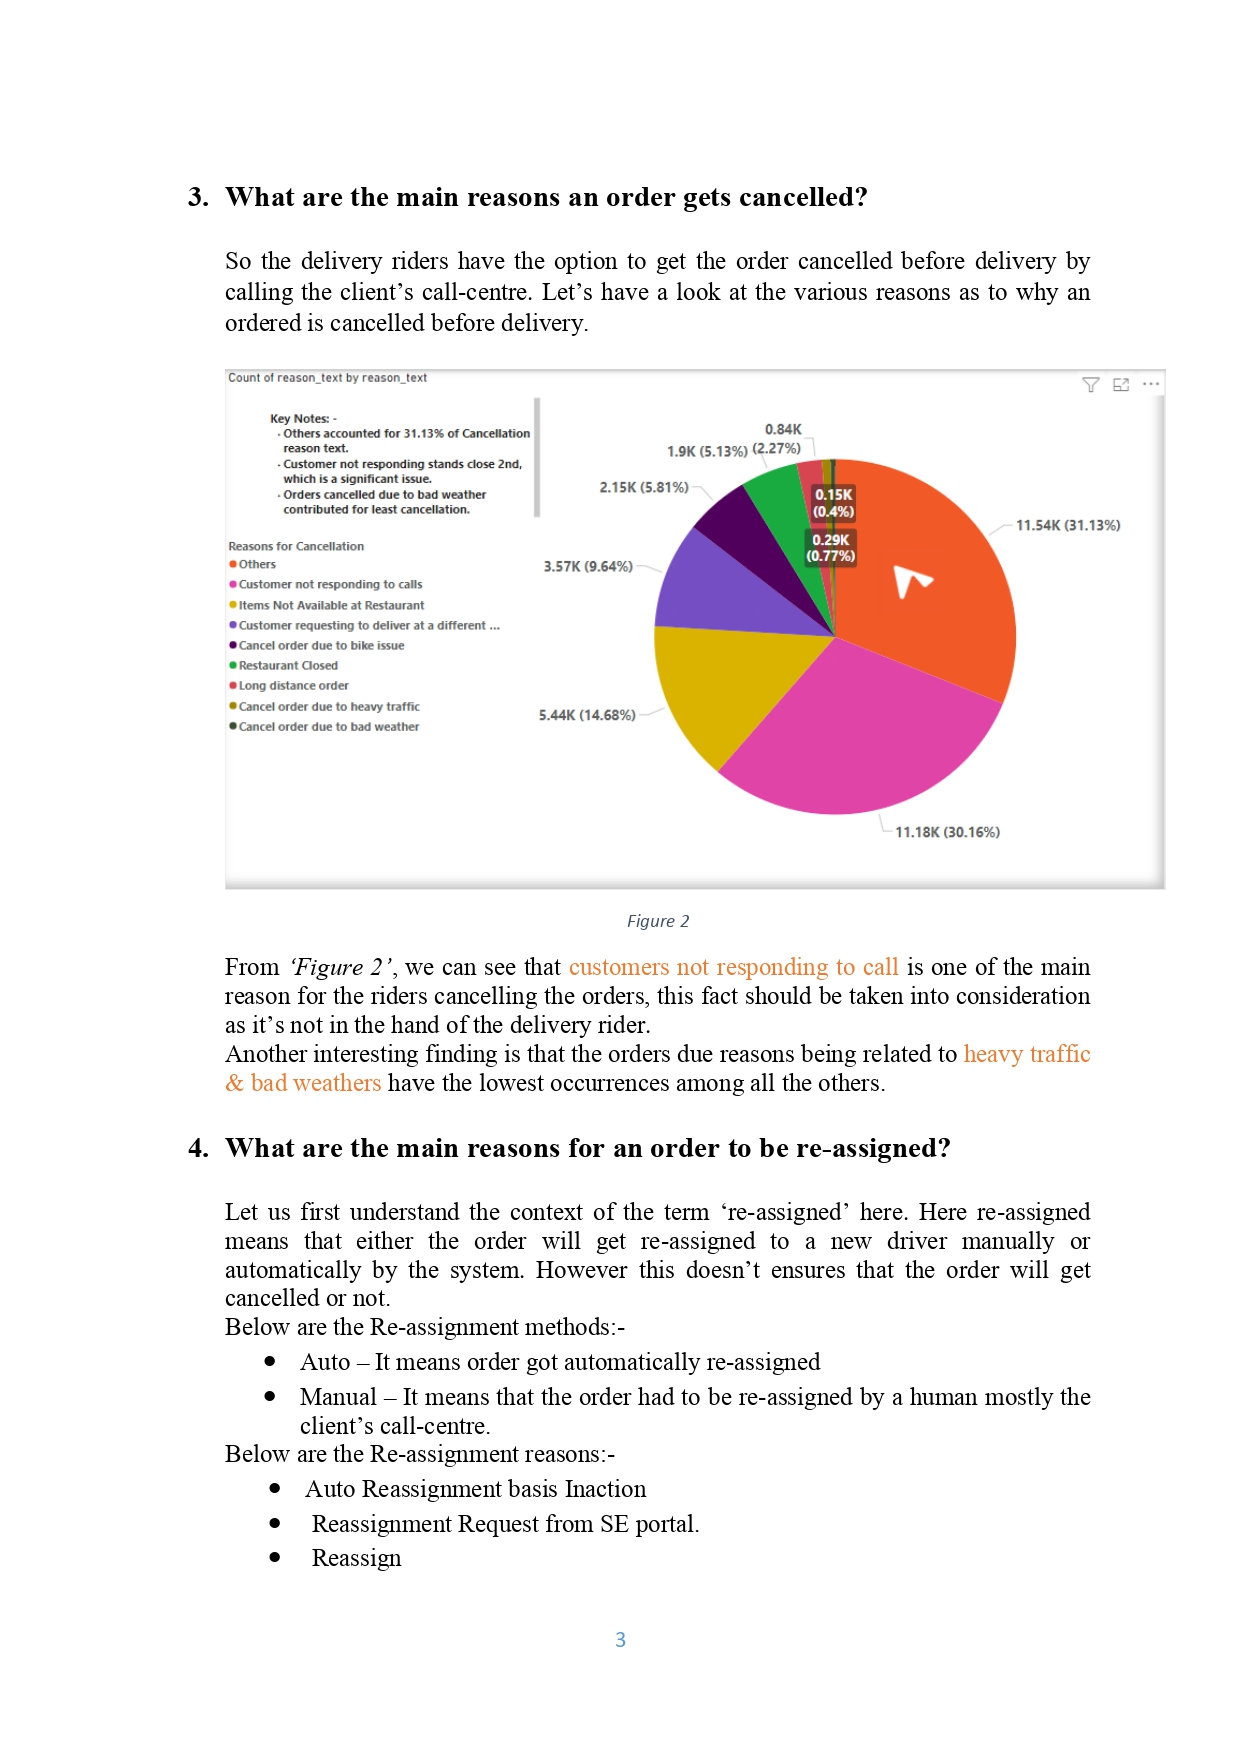 3. What are the main reasons an order gets cancelled?
So the delivery riders have the option to get the order cancelled before delivery by
calling the client’s call-centre. Let’s have a look at the various reasons as to why an
ordered is cancelled before delivery.
Count of reason_text by reason_text
Key Notes: -
- Others accounted for 31.13% of Cancellation
reason text.
- Customer not responding stands close 2nd,
which is a significant issue.
- Orders cancelled due to bad weather
contributed for least cancellation.
Reasons for Cancellation
Others
Customer not responding to calls
Items Not Available at Restaurant
Customer requesting to deliver at a different ...
Cancel order due to bike issue
Restaurant Closed
Long distance order
Cancel order due to heavy traffic
Cancel order due to bad weather
0.84K
(2.27%)
1.9K (5.13%)
2.15K (5.81%)
0.15K
(0.4%)
0.29K
(0.77%)
11.54K (31.13%)
3.57K (9.64%)
5.44K (14.68%)
11.18K (30.16%)
Figure 2
From ‘Figure 2’, we can see that customers not responding to call is one of the main
reason for the riders cancelling the orders, this fact should be taken into consideration
as it’s not in the hand of the delivery rider.
Another interesting finding is that the orders due reasons being related to heavy traffic
& bad weathers have the lowest occurrences among all the others.
4. What are the main reasons for an order to be re-assigned?
Let us first understand the context of the term ‘re-assigned’ here. Here re-assigned
means that either the order will get re-assigned to a new driver manually or
automatically by the system. However this doesn’t ensures that the order will get
cancelled or not.
Below are the Re-assignment methods:-
• Auto – It means order got automatically re-assigned
• Manual – It means that the order had to be re-assigned by a human mostly the
client’s call-centre.
Below are the Re-assignment reasons:-
• Auto Reassignment basis Inaction
• Reassignment Request from SE portal.
• Reassign
3